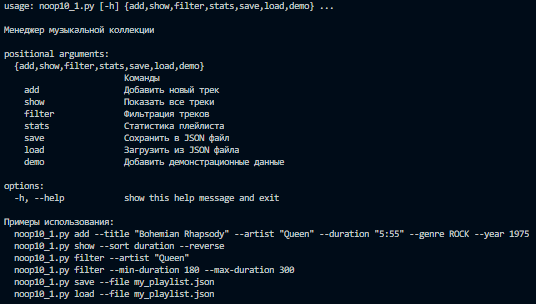 usage: noop10_1.py [-h] {add,show,filter,stats,save,load,demo} ...
Менеджер музыкальной коллекции
positional arguments:
{add,show,filter,stats,save,load,demo}
Команды
add Добавить новый трек
show Показать все треки
filter Фильтрация треков
stats Статистика плейлиста
save Сохранить в JSON файл
load Загрузить из JSON файла
demo Добавить демонстрационные данные
options:
-h, --help show this help message and exit
Примеры использования:
noop10_1.py add --title "Bohemian Rhapsody" --artist "Queen" --duration "5:55" --genre ROCK --year 1975
noop10_1.py show --sort duration --reverse
noop10_1.py filter --artist "Queen"
noop10_1.py filter --min-duration 180 --max-duration 300
noop10_1.py save --file my_playlist.json
noop10_1.py load --file my_playlist.json